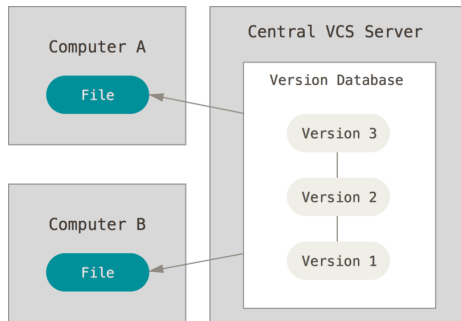 Computer A
File
Computer B
File
Central VCS Server
Version Database
Version 3
Version 2
Version 1